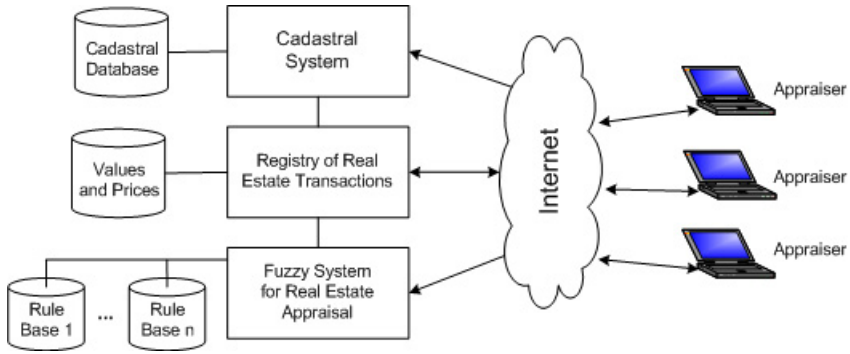 Cadastral
Database
Cadastral
System
Appraiser
Values
and Prices
Registry of Real
Estate Transactions
Internet
Appraiser
Rule
Base 1
...
Rule
Base n
Fuzzy System
for Real Estate
Appraisal
Appraiser